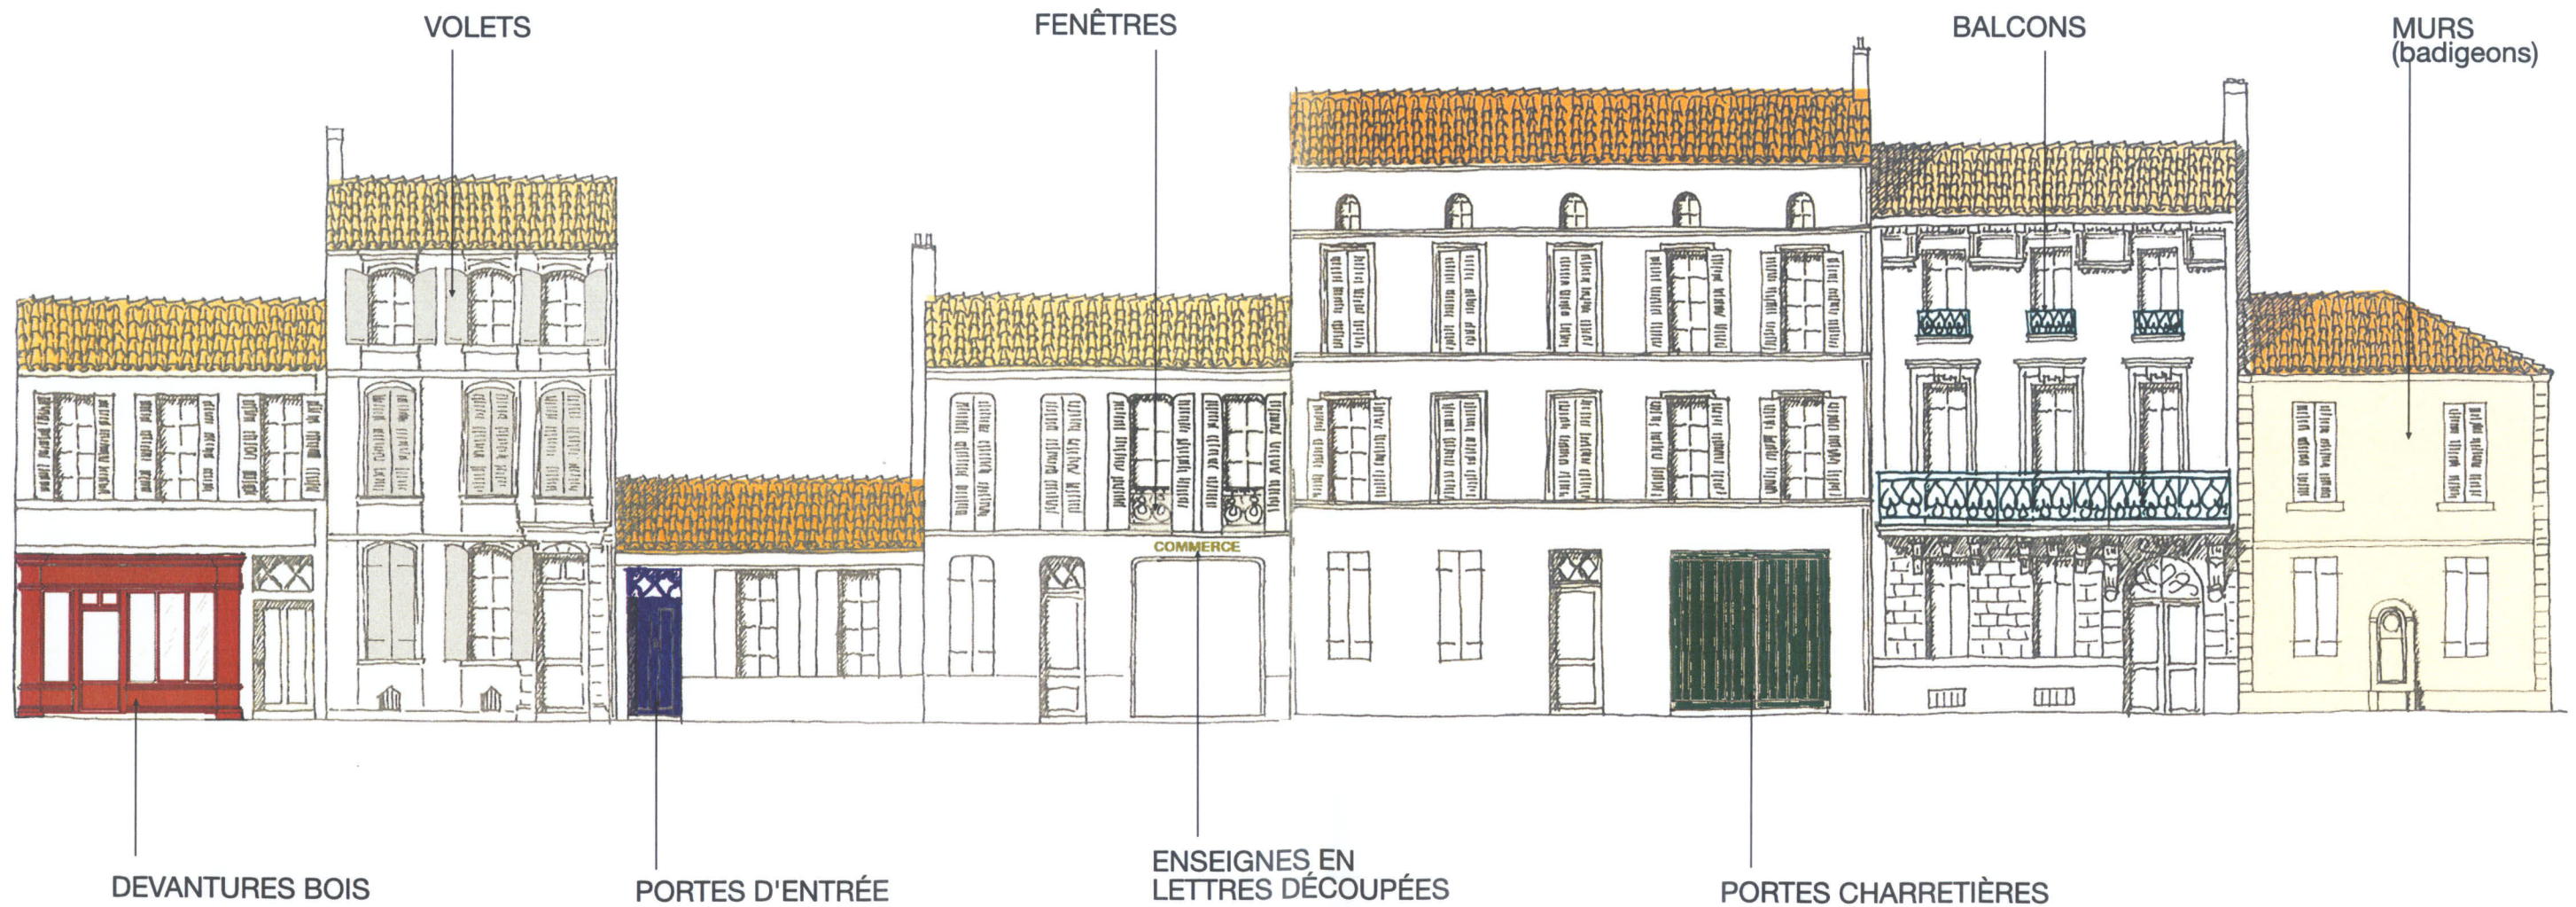 VOLETS
FENÊTRES
BALCONS
MURS
(badigeons)
COMMERCE
DEVANTURES BOIS
PORTES D'ENTRÉE
ENSEIGNES EN
LETTRES DÉCOUPÉES
PORTES CHARRETIÈRES